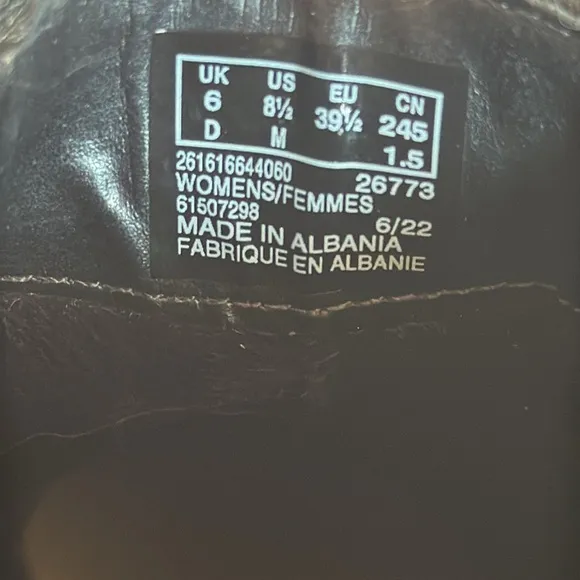 UK US EU CN
6 8½ 39½ 245
D M 1.5
261616644060 26773
WOMENS/FEMMES
61507298 6/22
MADE IN ALBANIA
FABRIQUE EN ALBANIE